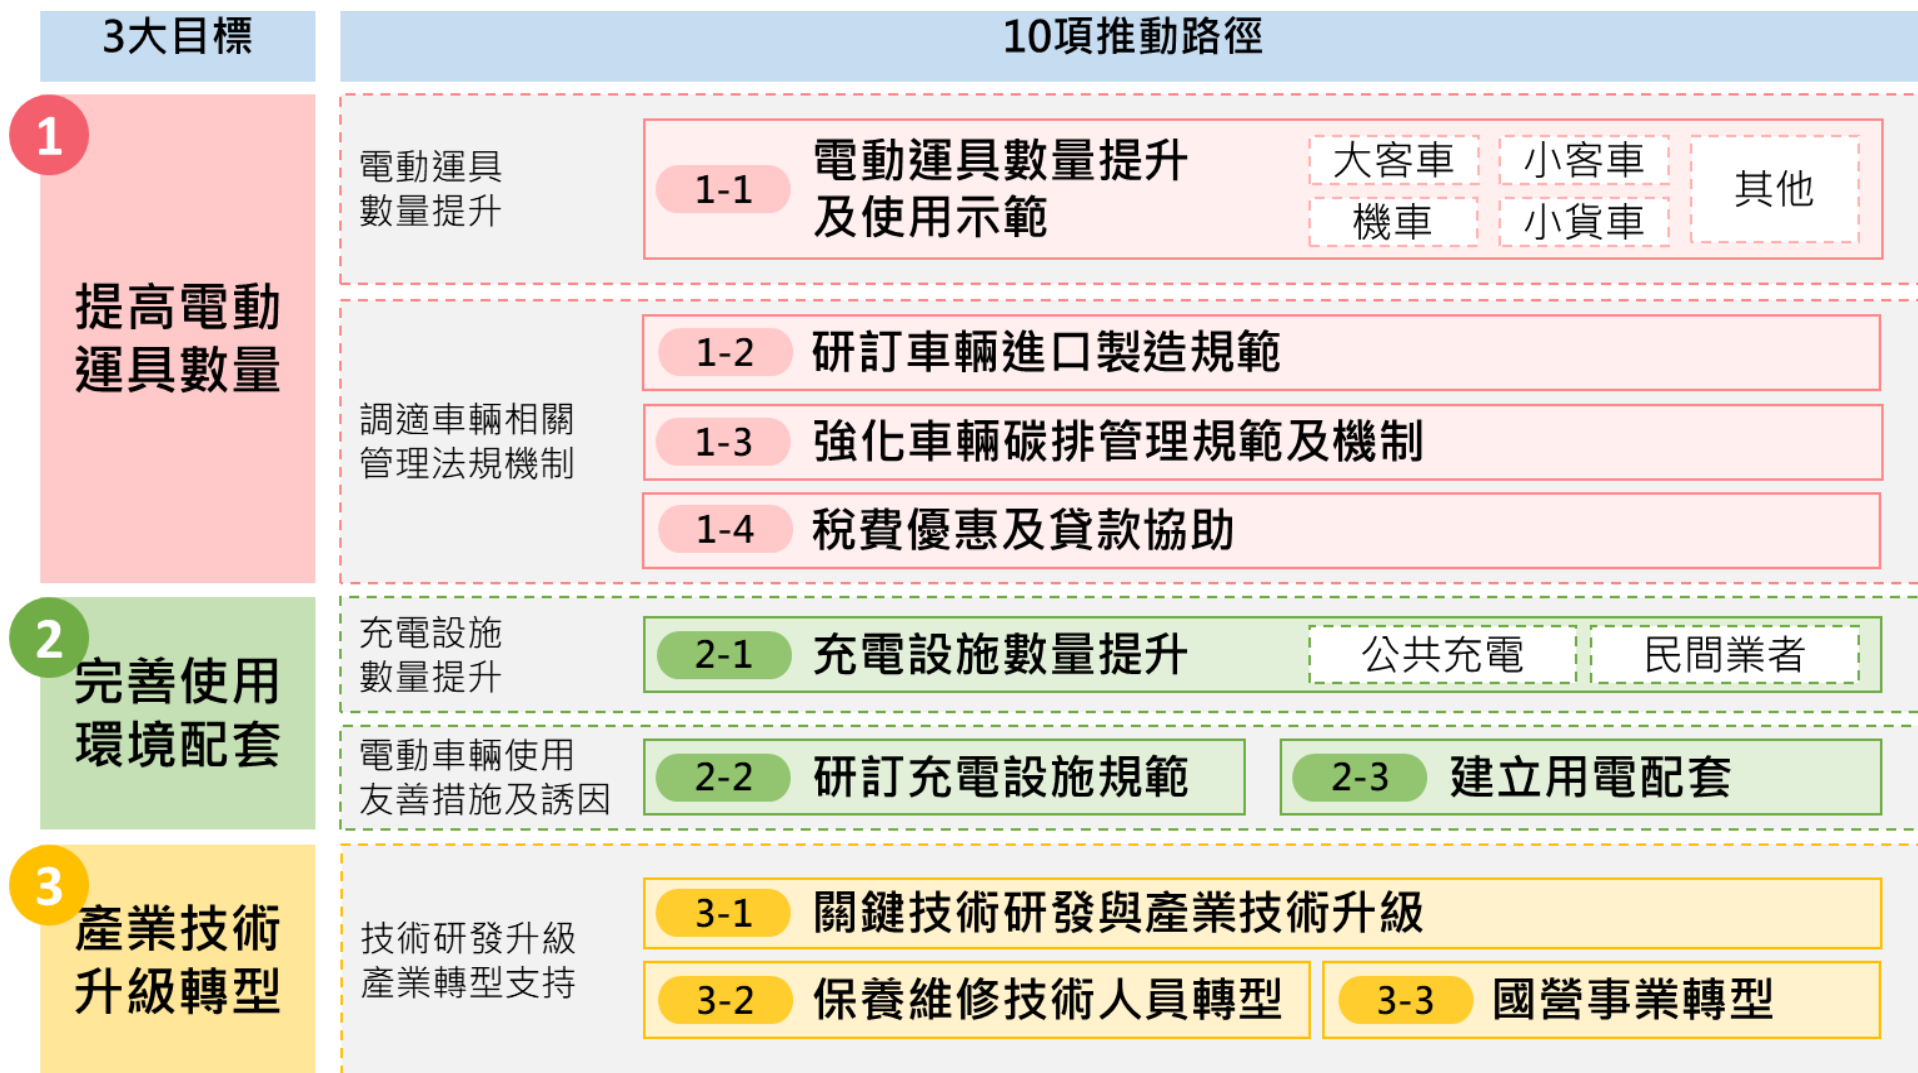 3大目標
10項推動路徑
1
提高電動
運具數量
電動運具
數量提升
1-1
電動運具數量提升
及使用示範
大客車
小客車
機車
小貨車
其他
調適車輛相關
管理法規機制
1-2
研訂車輛進口製造規範
1-3
強化車輛碳排管理規範及機制
1-4
稅費優惠及貸款協助
2
完善使用
環境配套
充電設施
數量提升
2-1
充電設施數量提升
公共充電
民間業者
電動車輛使用
友善措施及誘因
2-2
研訂充電設施規範
2-3
建立用電配套
3
產業技術
升級轉型
技術研發升級
產業轉型支持
3-1
關鍵技術研發與產業技術升級
3-2
保養維修技術人員轉型
3-3
國營事業轉型